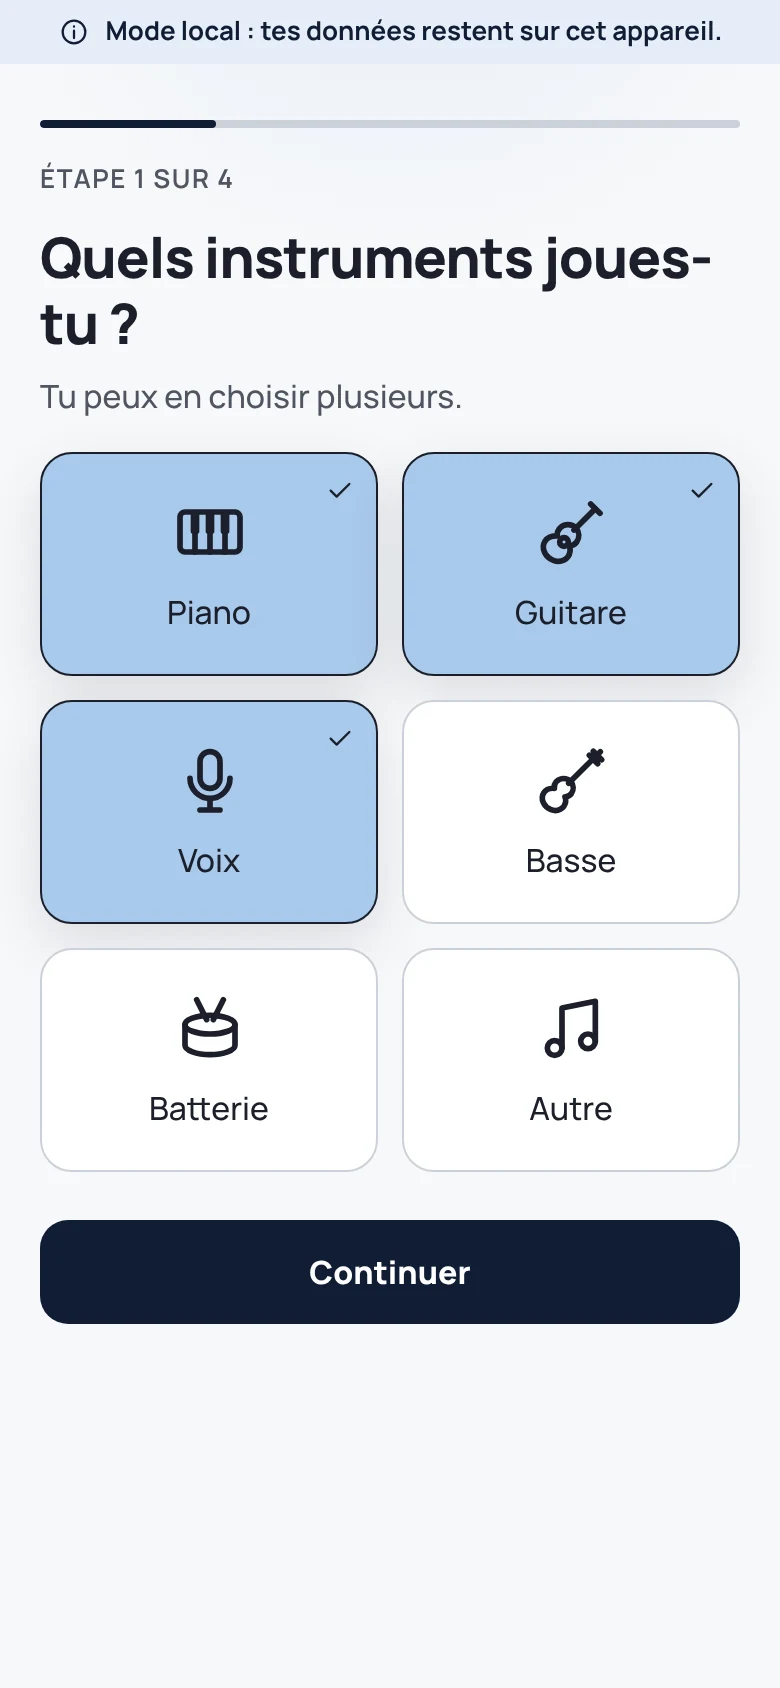 Mode local : tes données restent sur cet appareil.
ÉTAPE 1 SUR 4
Quels instruments joues-
tu ?
Tu peux en choisir plusieurs.
Piano
Guitare
Voix
Basse
Batterie
Autre
Continuer